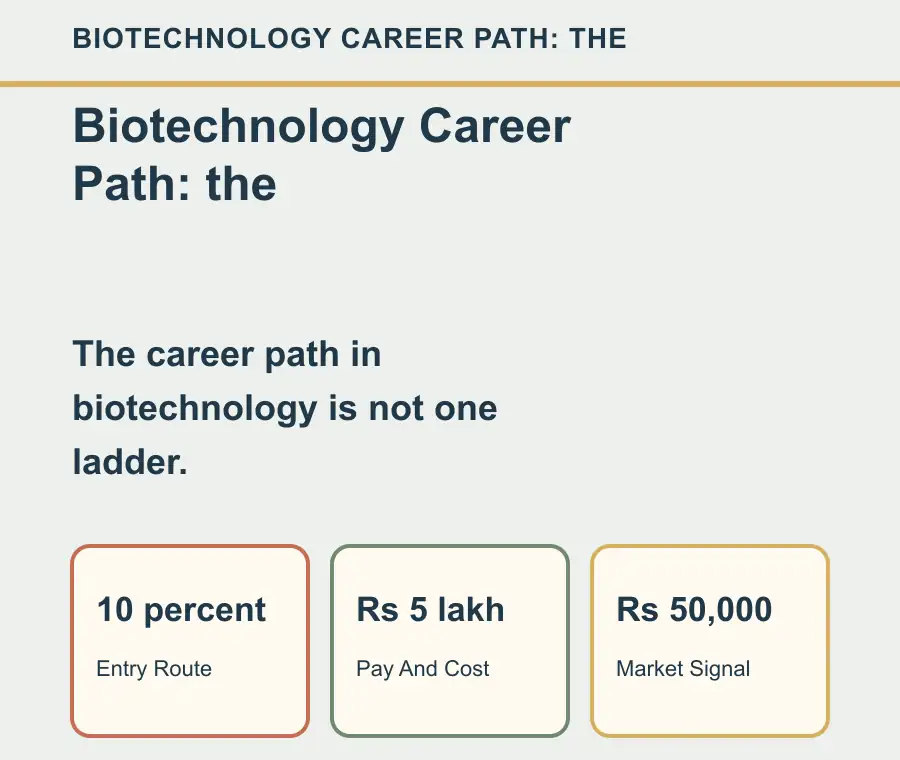 BIOTECHNOLOGY CAREER PATH: THE
Biotechnology Career
Path: the
The career path in
biotechnology is not one
ladder.
10 percent
Entry Route
Rs 5 lakh
Pay And Cost
Rs 50,000
Market Signal